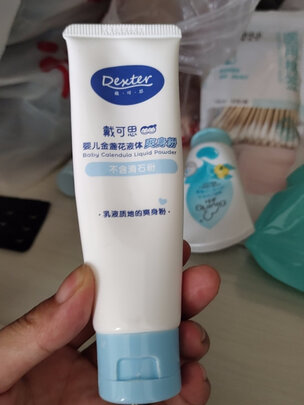 Dexter
戴·可·思
戴可思
婴儿金盏花液体爽身粉
Baby Calendula Liquid Powder
不含滑石粉
·乳液质地的爽身粉·